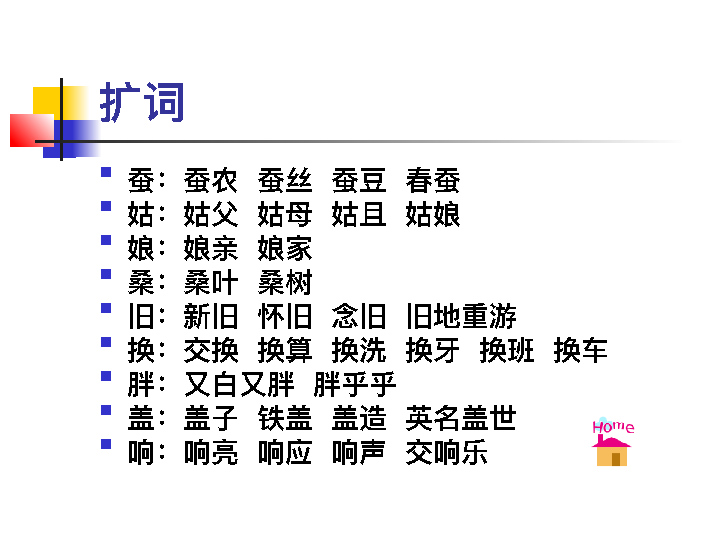 扩词
蚕：蚕农 蚕丝 蚕豆 春蚕
姑：姑父 姑母 姑且 姑娘
娘：娘亲 娘家
桑：桑叶 桑树
旧：新旧 怀旧 念旧 旧地重游
换：交换 换算 换洗 换牙 换班 换车
胖：又白又胖 胖乎乎
盖：盖子 铁盖 盖造 英名盖世
响：响亮 响应 响声 交响乐
Home